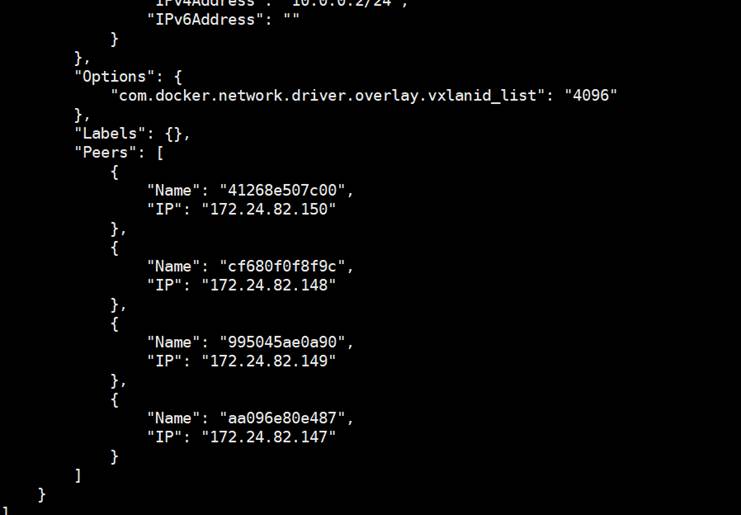 "IPv4Address": "10.0.0.2/24",
"IPv6Address": ""
}
},
"Options": {
"com.docker.network.driver.overlay.vxlanid_list": "4096"
},
"Labels": {},
"Peers": [
{
"Name": "41268e507c00",
"IP": "172.24.82.150"
},
{
"Name": "cf680f0f8f9c",
"IP": "172.24.82.148"
},
{
"Name": "995045ae0a90",
"IP": "172.24.82.149"
},
{
"Name": "aa096e80e487",
"IP": "172.24.82.147"
}
]
}
]